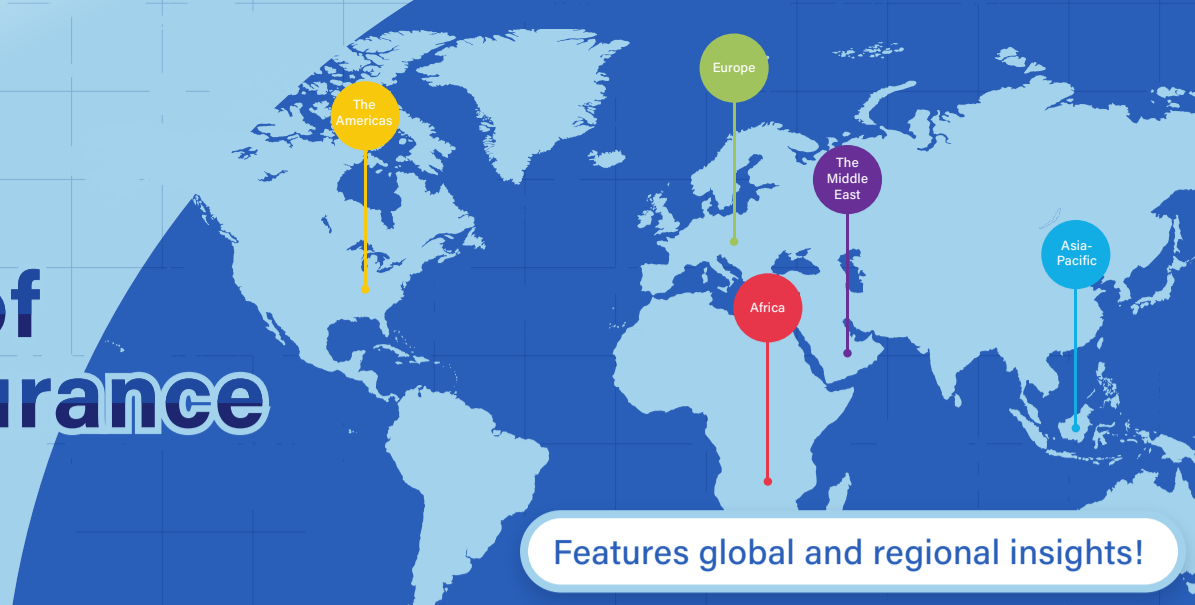 The
Americas
Europe
The
Middle
East
Asia-
Pacific
Africa
of
urance
Features global and regional insights!